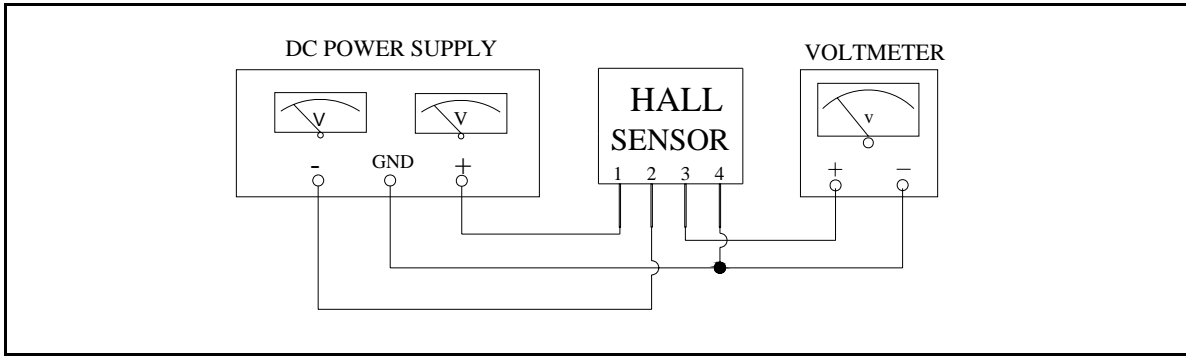 DC POWER SUPPLY
V
V
-
GND
+
HALL
SENSOR
1 2 3 4
VOLTMETER
v
+ −